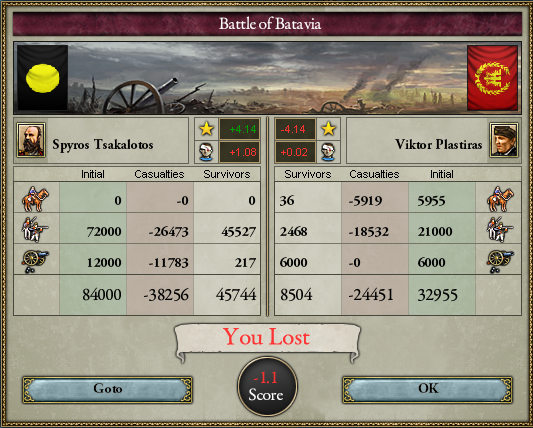 Battle of Batavia
Spyros Tsakalotos
+4.14
+1.08
-4.14
+0.02
Viktor Plastiras
Initial Casualties Survivors Survivors Casualties Initial
0 -0 0 36 -5919 5955
72000 -26473 45527 2468 -18532 21000
12000 -11783 217 6000 -0 6000
84000 -38256 45744 8504 -24451 32955
You Lost
Goto
-1.1
Score
OK